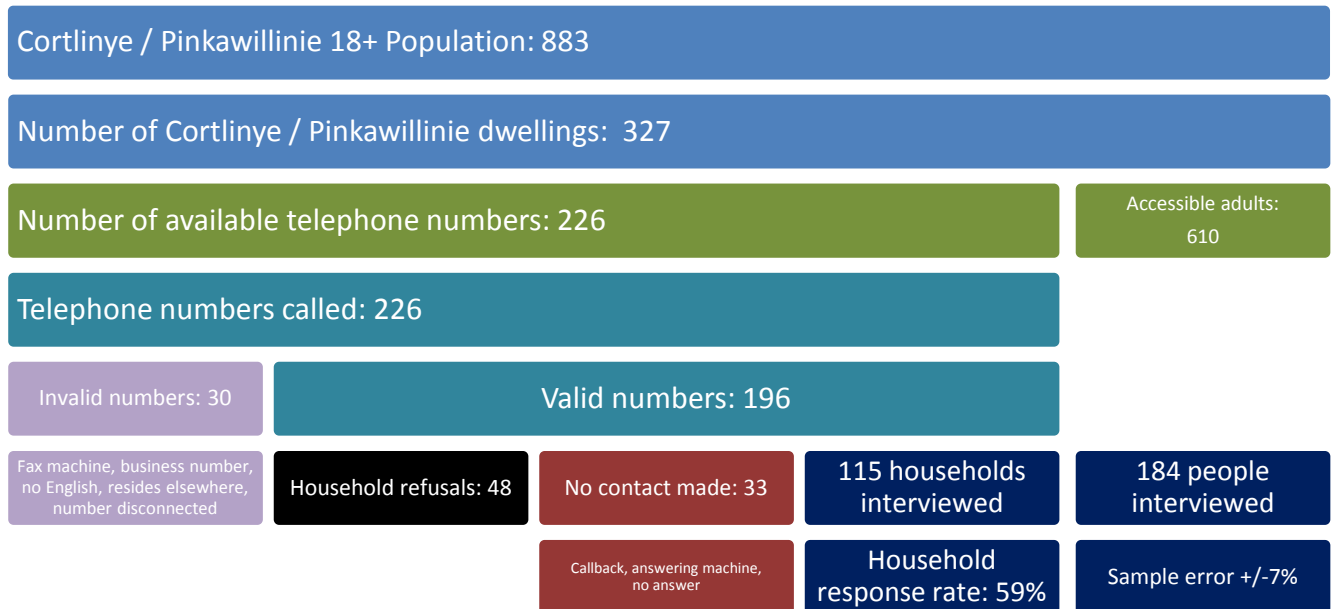 Cortlinye / Pinkawillinie 18+ Population: 883
Number of Cortlinye / Pinkawillinie dwellings:  327
Number of available telephone numbers: 226
Accessible adults:
610
Telephone numbers called: 226
Invalid numbers: 30
Valid numbers: 196
Fax machine, business number,
no English, resides elsewhere,
number disconnected
Household refusals: 48
No contact made: 33
115 households
interviewed
184 people
interviewed
Callback, answering machine,
no answer
Household
response rate: 59%
Sample error +/-7%